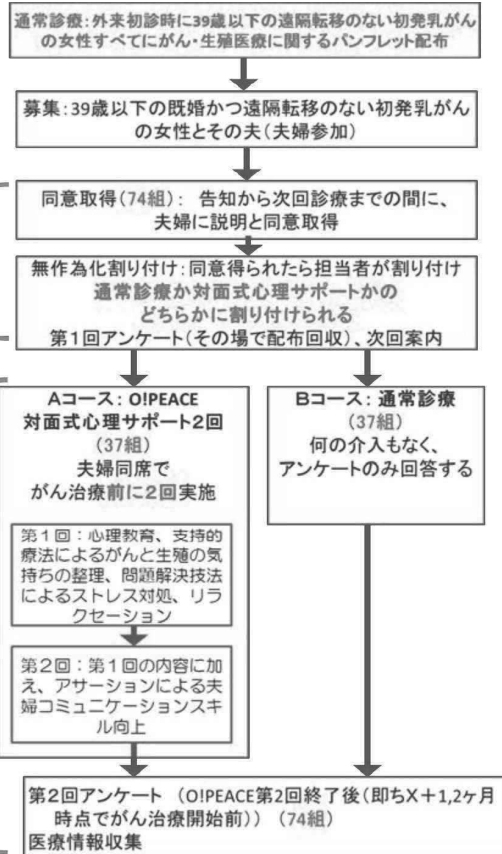 通常診療：外来初診時に39歳以下の遠隔転移のない初発乳がん
の女性すべてにがん・生殖医療に関するパンフレット配布
募集：39歳以下の既婚かつ遠隔転移のない初発乳がん
の女性とその夫（夫婦参加）
同意取得（74組）： 告知から次回診療までの間に、
夫婦に説明と同意取得
無作為化割り付け：同意得られたら担当者が割り付け
通常診療か対面式心理サポートかの
どちらかに割り付けられる
第1回アンケート（その場で配布回収）、次回案内
Aコース： O!PEACE
対面式心理サポート2回
（37組）
夫婦同席で
がん治療前に2回実施
第1回：心理教育、支持的
療法によるがんと生殖の気
持ちの整理、問題解決技法
によるストレス対処、リラ
クセーション
第2回：第1回の内容に加
え、アサーションによる夫
婦コミュニケーションスキ
ル向上
Bコース： 通常診療
（37組）
何の介入もなく、
アンケートのみ回答する
第2回アンケート （O!PEACE第2回終了後（即ちX＋1,2ヶ月
時点でがん治療開始前）） （74組）
医療情報収集